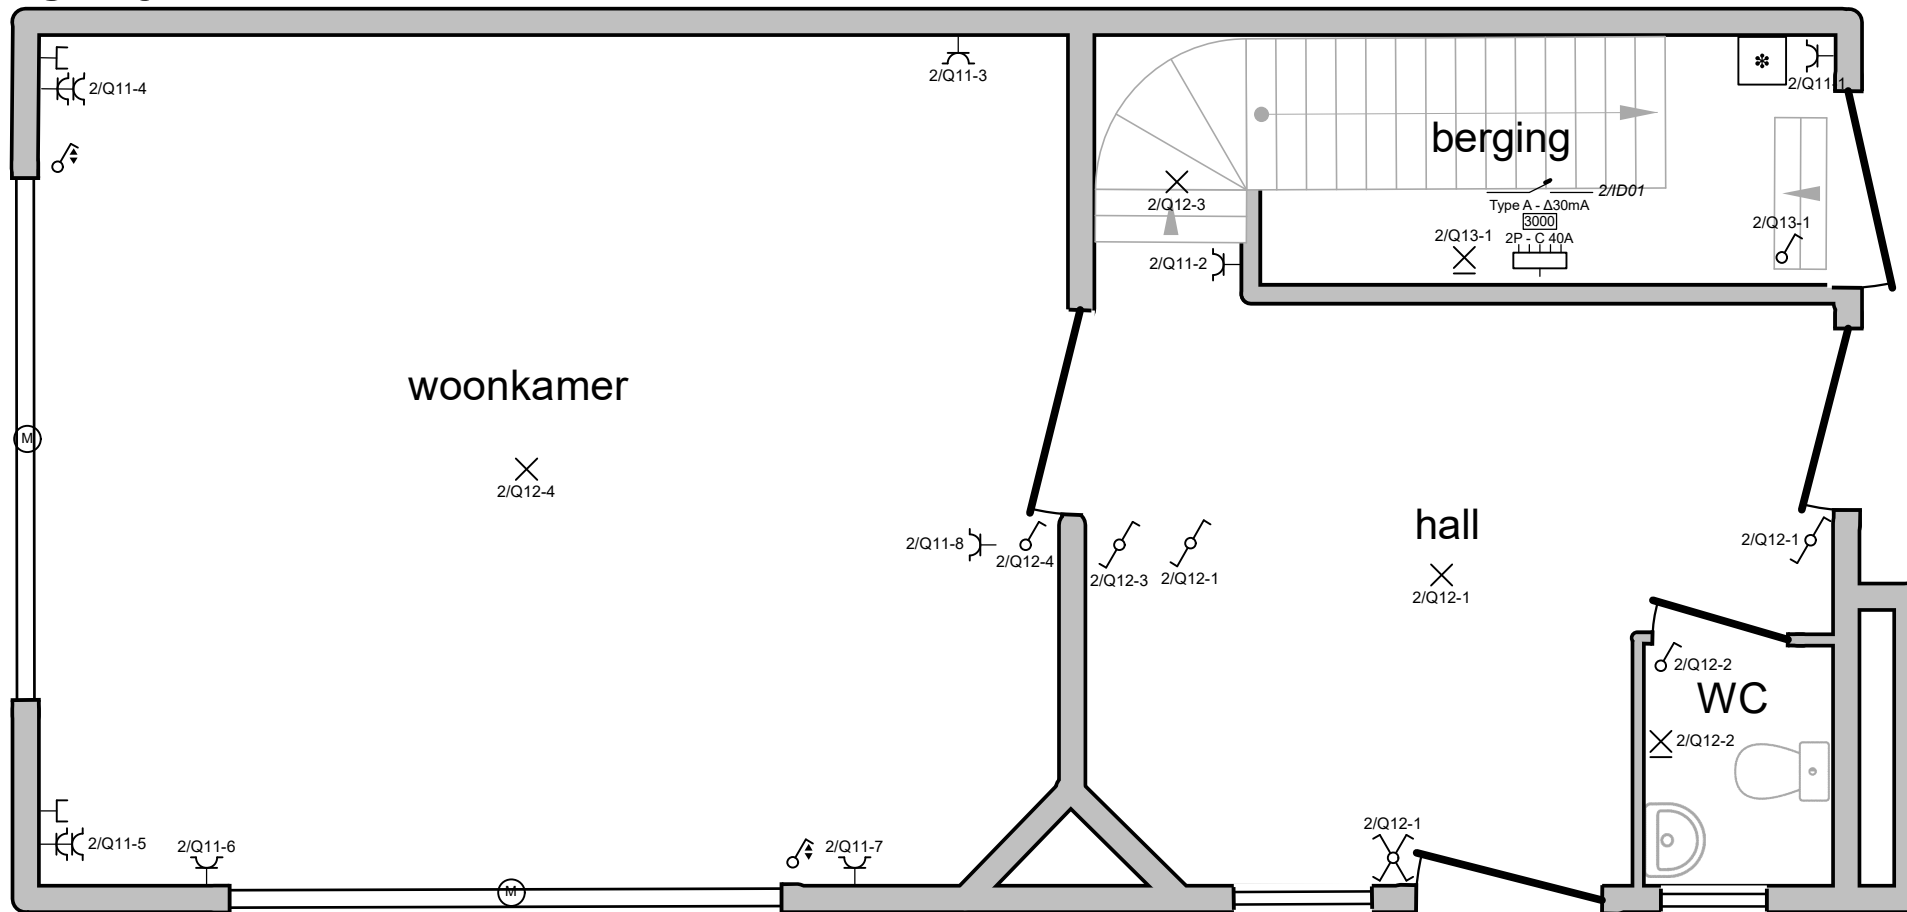 2/Q11-4
2/Q11-3
2/Q11-1
berging
2/Q12-3
2/ID01
Type A - Δ30mA
3000
2P - C 40A
2/Q13-1
2/Q13-1
2/Q11-2
woonkamer
M
2/Q12-4
hall
2/Q11-8
2/Q12-4
2/Q12-3
2/Q12-1
2/Q12-1
2/Q12-1
2/Q12-2
WC
2/Q12-2
2/Q11-5
2/Q11-6
2/Q11-7
2/Q12-1
M